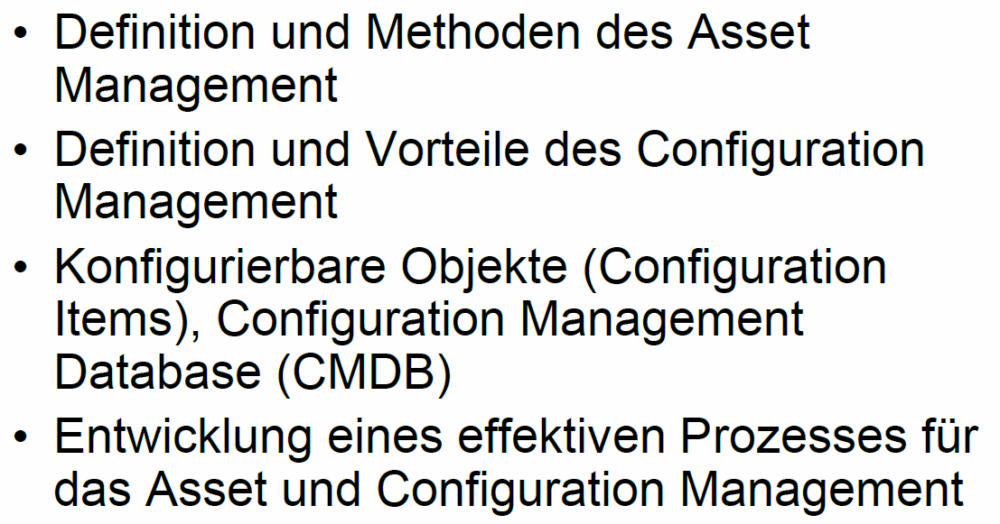 • Definition und Methoden des Asset
Management
• Definition und Vorteile des Configuration
Management
• Konfigurierbare Objekte (Configuration
Items), Configuration Management
Database (CMDB)
• Entwicklung eines effektiven Prozesses für
das Asset und Configuration Management